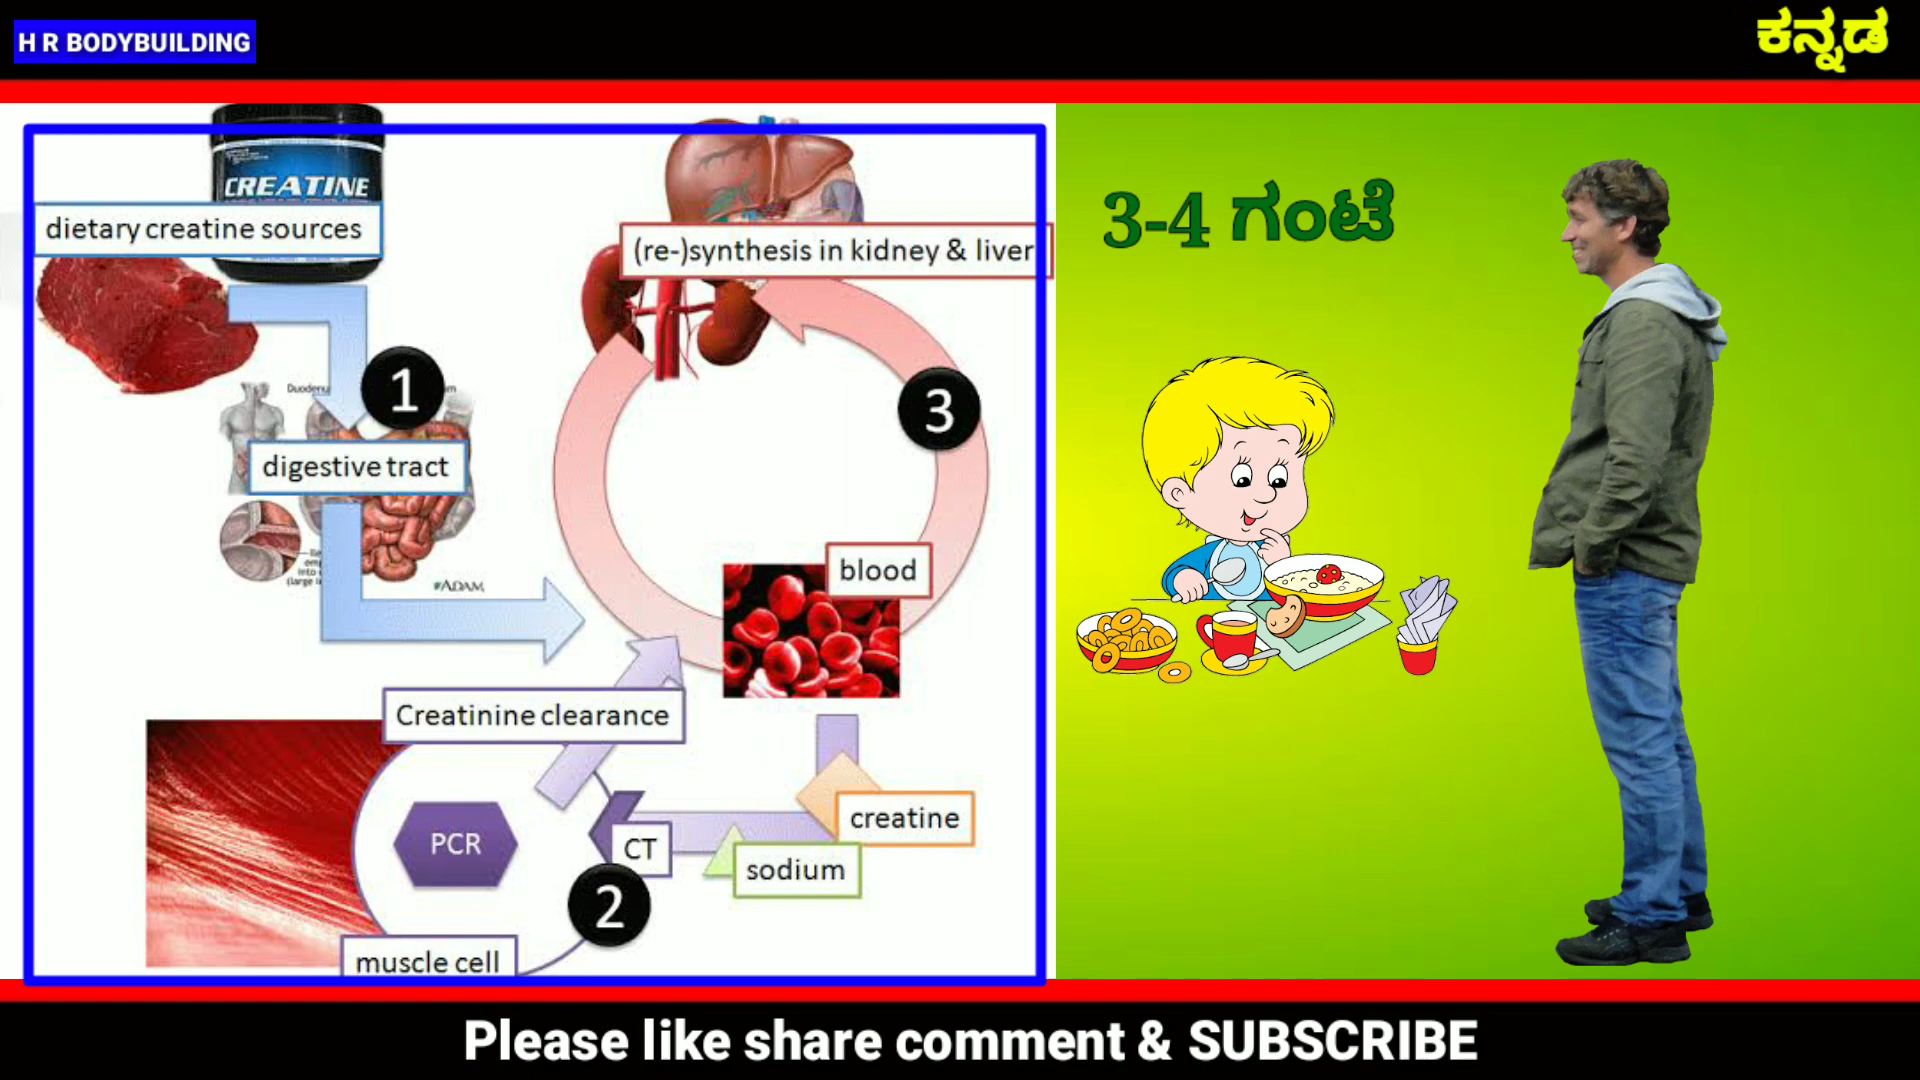 H R BODYBUILDING
ಕನ್ನಡ
CREATINE
dietary creatine sources
(re-)synthesis in kidney & liver
3-4 ಗಂಟೆ
1
3
digestive tract
#ADAM
blood
Creatinine clearance
creatine
PCR
CT
sodium
2
muscle cell
Please like share comment & SUBSCRIBE